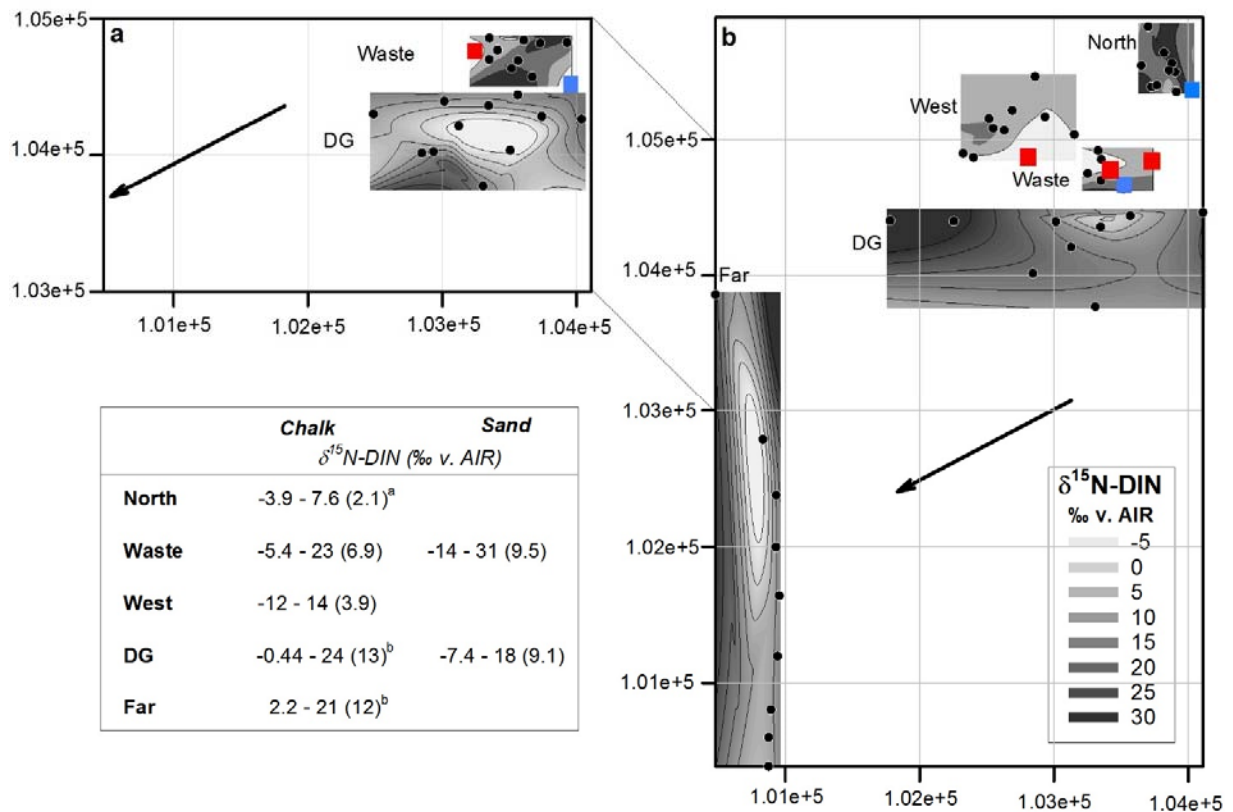 1.05e+5
a
Waste
1.04e+5
DG
1.03e+5
1.01e+5
1.02e+5
1.03e+5
1.04e+5
b
North
West
1.05e+5
Waste
DG
1.04e+5
Far
1.03e+5
1.02e+5
1.01e+5
1.01e+5
1.02e+5
1.03e+5
1.04e+5
δ15N-DIN
‰ v. AIR
-5
0
5
10
15
20
25
30
Chalk Sand
δ15N-DIN (‰ v. AIR)
North -3.9 - 7.6 (2.1)a
Waste -5.4 - 23 (6.9) -14 - 31 (9.5)
West -12 - 14 (3.9)
DG -0.44 - 24 (13)b -7.4 - 18 (9.1)
Far 2.2 - 21 (12)b